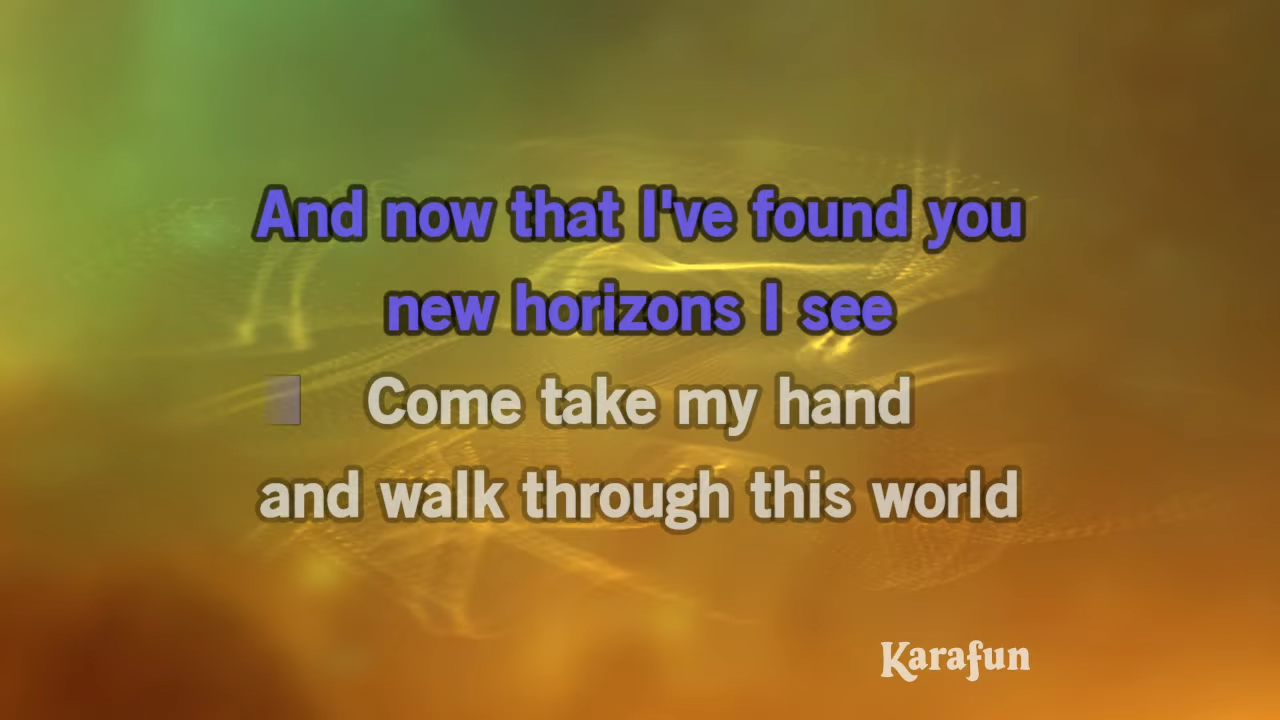 And now that I've found you
new horizons I see
Come take my hand
and walk through this world
Karafun